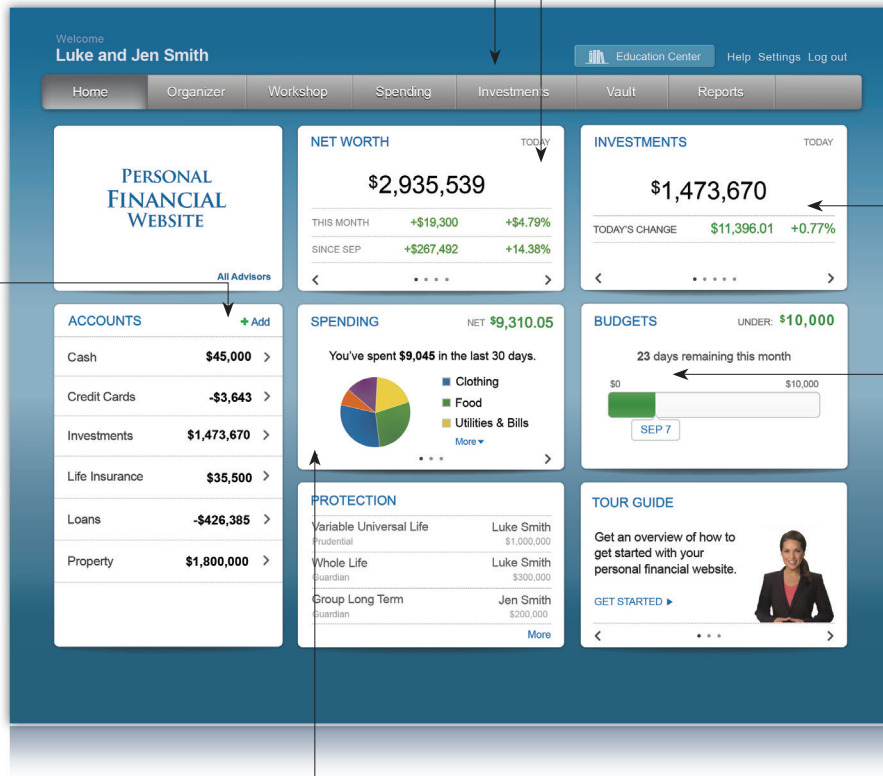 Welcome
Luke and Jen Smith
Education Center
Help Settings Log out
Home Organizer Workshop Spending Investments Vault Reports
PERSONAL
FINANCIAL
WEBSITE
All Advisors
NET WORTH TODAY
$2,935,539
THIS MONTH +$19,300 +$4.79%
SINCE SEP +$267,492 +14.38%
INVESTMENTS TODAY
$1,473,670
TODAY'S CHANGE $11,396.01 +0.77%
ACCOUNTS + Add
Cash $45,000
Credit Cards -$3,643
Investments $1,473,670
Life Insurance $35,500
Loans -$426,385
Property $1,800,000
SPENDING NET $9,310.05
You've spent $9,045 in the last 30 days.
Clothing
Food
Utilities & Bills
More
BUDGETS UNDER: $10,000
23 days remaining this month
$0 $10,000
SEP 7
PROTECTION
Variable Universal Life Luke Smith
Prudential $1,000,000
Whole Life Luke Smith
Guardian $300,000
Group Long Term Jen Smith
Guardian $200,000
More
TOUR GUIDE
Get an overview of how to
get started with your
personal financial website.
GET STARTED